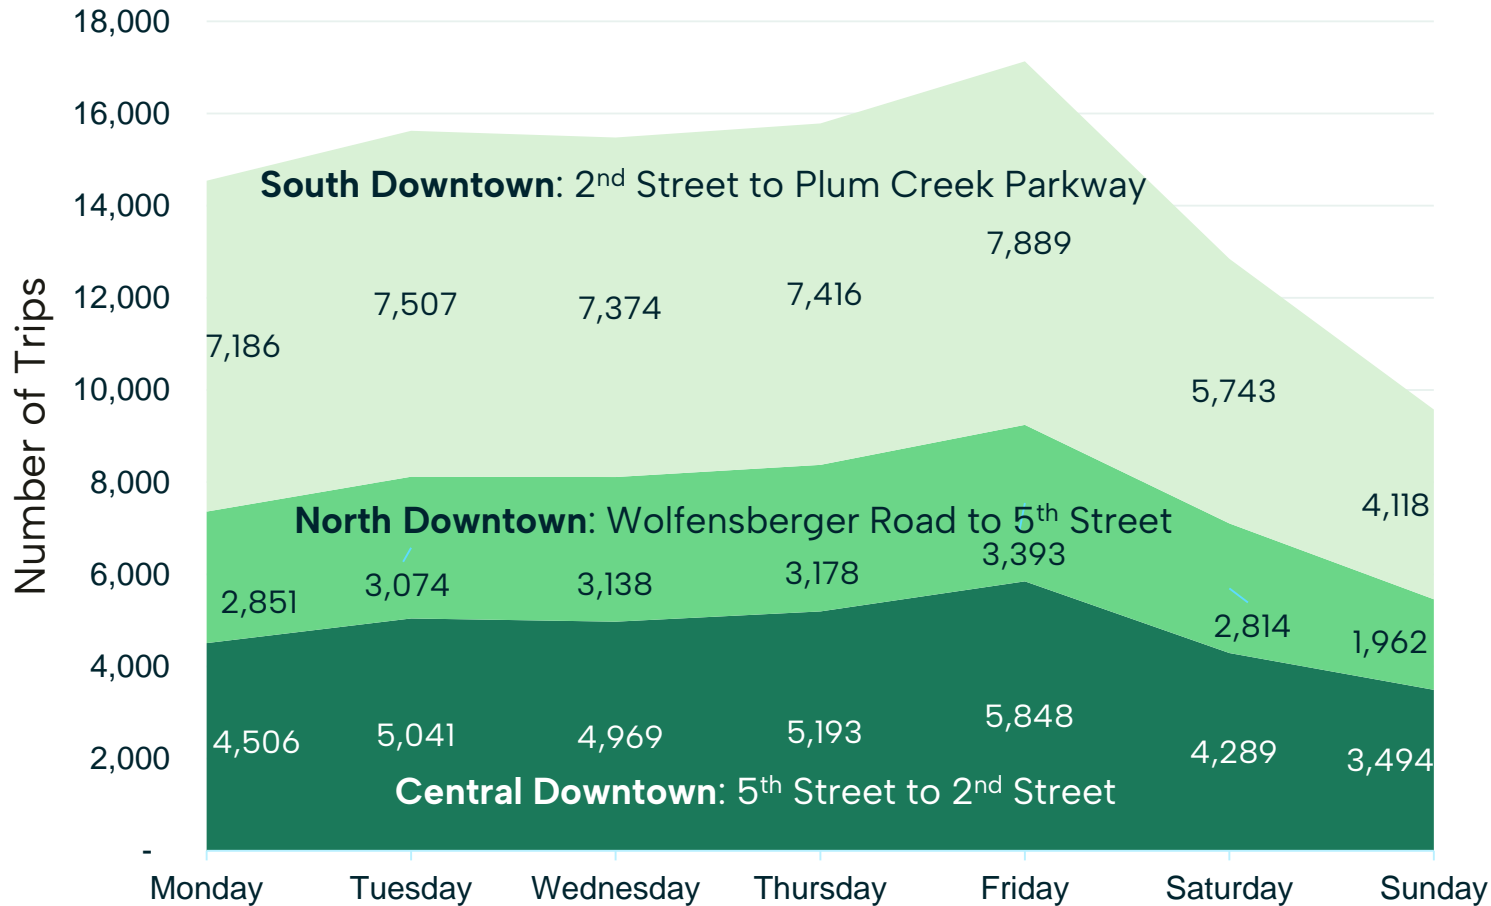 18,000
16,000
14,000
12,000
10,000
8,000
6,000
4,000
2,000
-
Number of Trips
South Downtown: 2nd Street to Plum Creek Parkway
7,186
7,507
7,374
7,416
7,889
5,743
4,118
North Downtown: Wolfensberger Road to 5th Street
2,851
3,074
3,138
3,178
3,393
2,814
1,962
4,506
5,041
4,969
5,193
5,848
4,289
3,494
Central Downtown: 5th Street to 2nd Street
Monday
Tuesday
Wednesday
Thursday
Friday
Saturday
Sunday